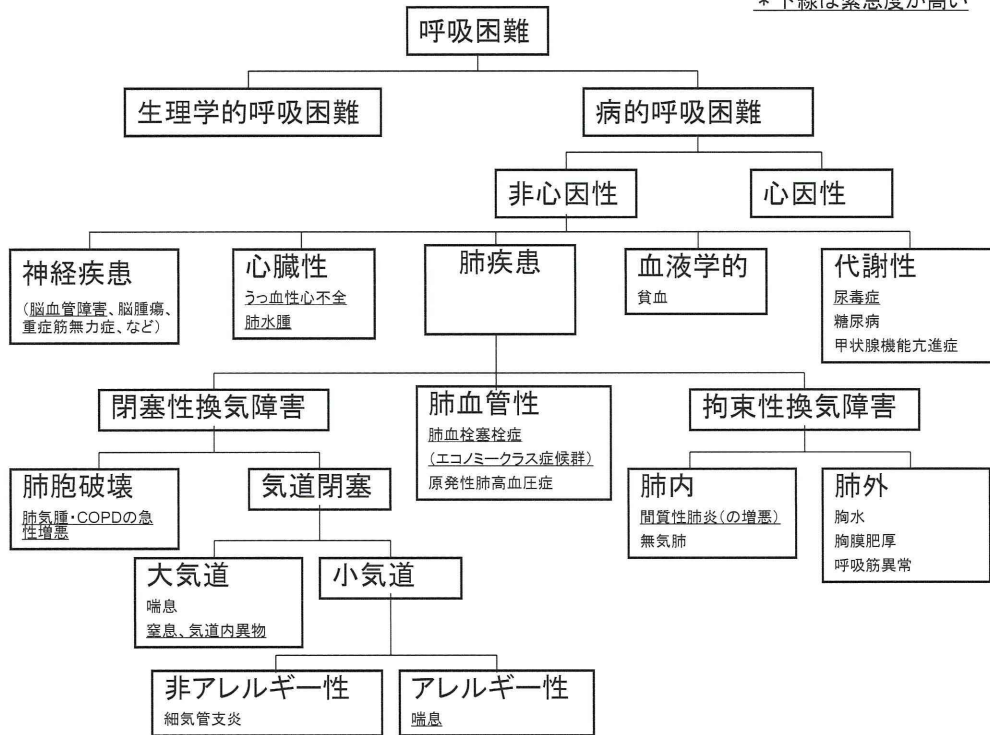 *下線は緊急度が高い
呼吸困難
生理学的呼吸困難
病的呼吸困難
非心因性
心因性
神経疾患
(脳血管障害、脳腫瘍、
重症筋無力症、など)
心臓性
うっ血性心不全
肺水腫
肺疾患
血液学的
貧血
代謝性
尿毒症
糖尿病
甲状腺機能亢進症
閉塞性換気障害
肺血管性
肺血栓塞栓症
(エコノミークラス症候群)
原発性肺高血圧症
拘束性換気障害
肺胞破壊
肺気腫・COPDの急
性増悪
気道閉塞
肺内
間質性肺炎(の増悪)
無気肺
肺外
胸水
胸膜肥厚
呼吸筋異常
大気道
喘息
窒息、気道内異物
小気道
非アレルギー性
細気管支炎
アレルギー性
喘息